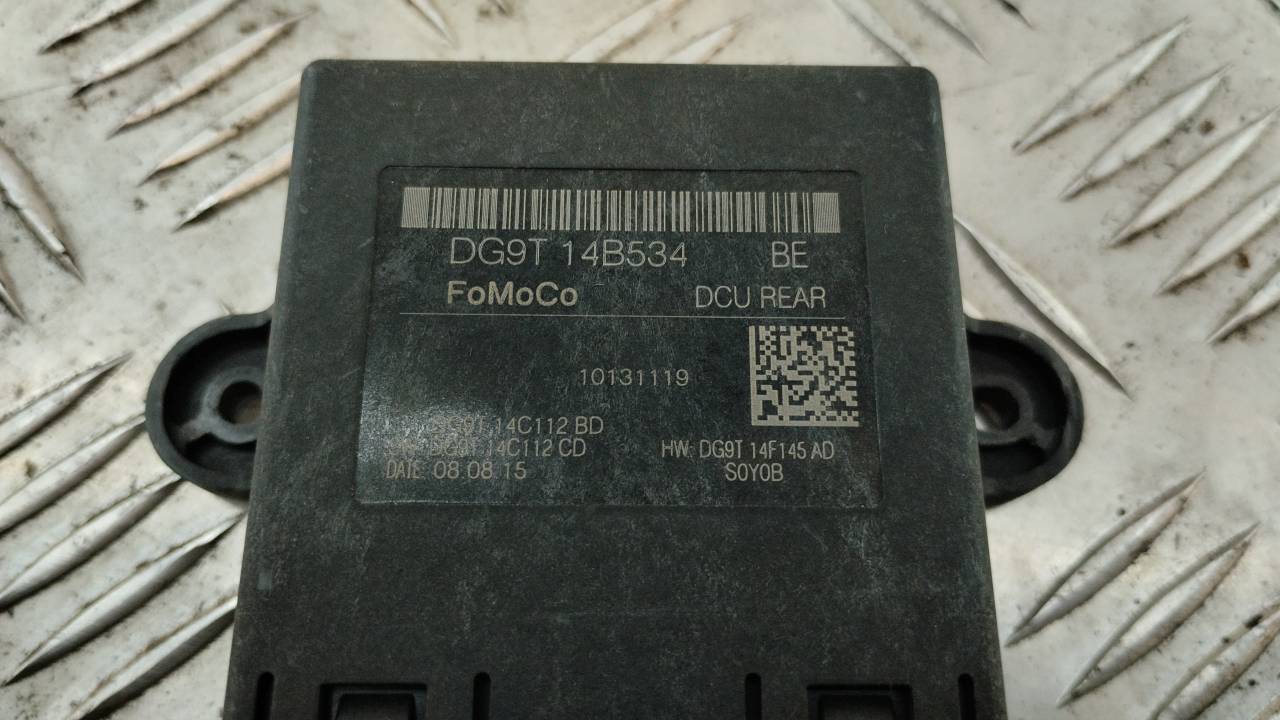 DG9T 14B534 BE
FoMoCo DCU REAR
10131119
DG9T 14C112 BD
DG9T 14C112 CD HW: DG9T 14F145 AD
DATE: 08.08.15 S0Y0B